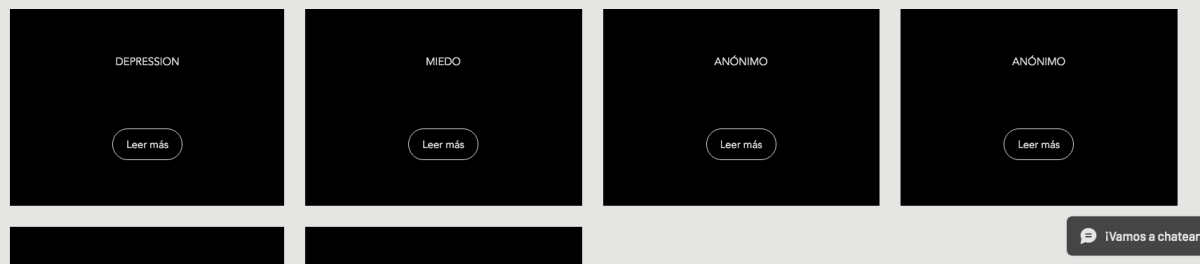 DEPRESSION
MIEDO
ANÓNIMO
ANÓNIMO
Leer más
Leer más
Leer más
Leer más
¡Vamos a chatear